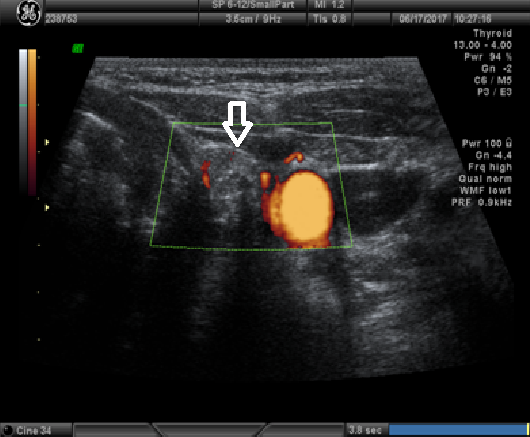 SP 6-12/SmallPart MI 1.2
238753 3.6cm / 9Hz TIs 0.8 06/17/2017 10:27:16
Thyroid
13.00 - 4.00
Pwr 94 %
Gn -2
C6 / M5
P3 / E3
Pwr 100
Gn -4.4
Frq high
Qual norm
WMF low1
PRF 0.9kHz
Cine 34 3.8 sec